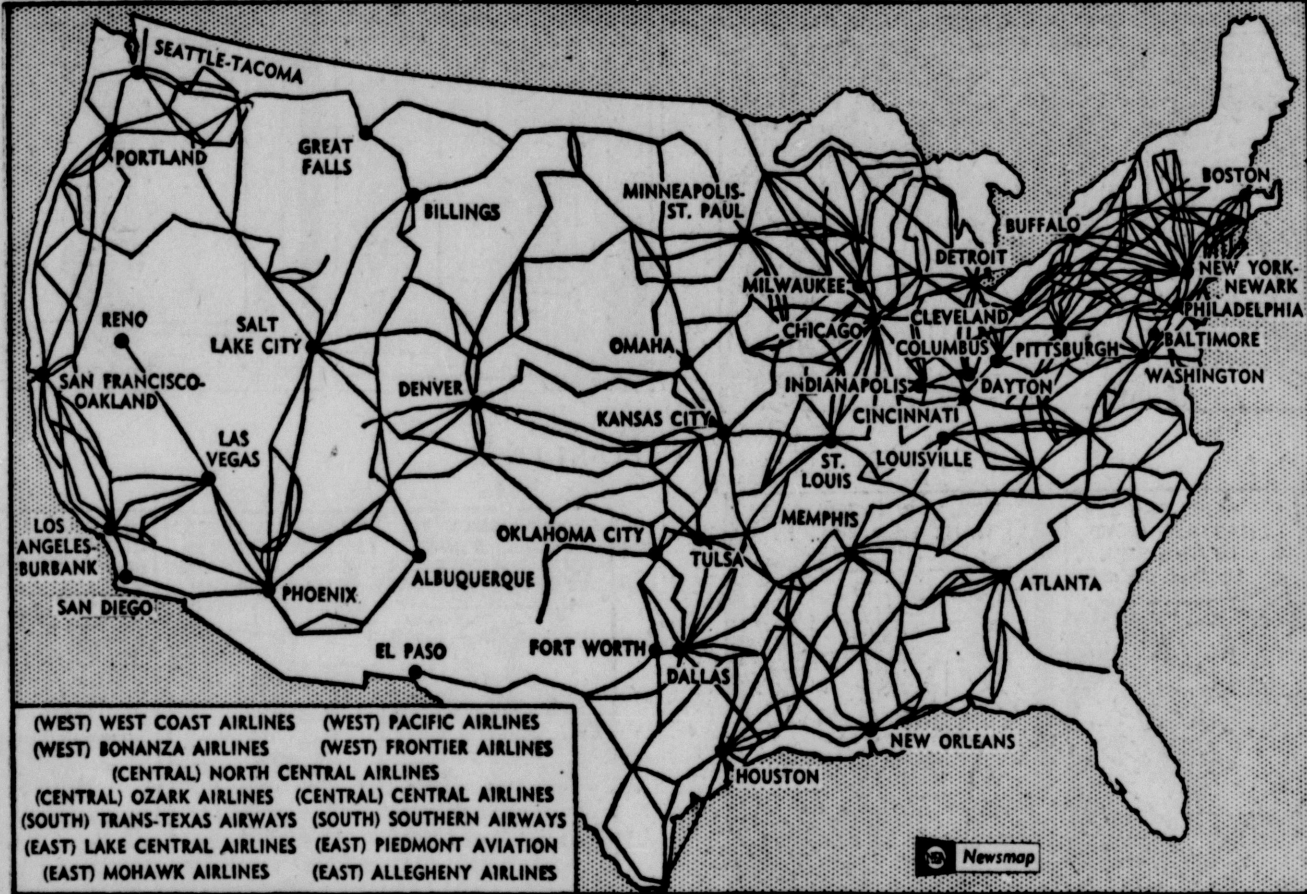 SEATTLE-TACOMA
PORTLAND
GREAT
FALLS
BILLINGS
MINNEAPOLIS-
ST. PAUL
BOSTON
BUFFALO
DETROIT
MILWAUKEE
NEW YORK-
NEWARK
RENO
SALT
LAKE CITY
OMAHA
CHICAGO
CLEVELAND
PHILADELPHIA
COLUMBUS
PITTSBURGH
BALTIMORE
SAN FRANCISCO-
OAKLAND
DENVER
INDIANAPOLIS
DAYTON
WASHINGTON
KANSAS CITY
CINCINNATI
LAS
VEGAS
ST.
LOUIS
LOUISVILLE
LOS
ANGELES-
BURBANK
OKLAHOMA CITY
MEMPHIS
TULSA
SAN DIEGO
PHOENIX
ALBUQUERQUE
ATLANTA
EL PASO
FORT WORTH
DALLAS
NEW ORLEANS
HOUSTON
(WEST) WEST COAST AIRLINES (WEST) PACIFIC AIRLINES
(WEST) BONANZA AIRLINES (WEST) FRONTIER AIRLINES
(CENTRAL) NORTH CENTRAL AIRLINES
(CENTRAL) OZARK AIRLINES (CENTRAL) CENTRAL AIRLINES
(SOUTH) TRANS-TEXAS AIRWAYS (SOUTH) SOUTHERN AIRWAYS
(EAST) LAKE CENTRAL AIRLINES (EAST) PIEDMONT AVIATION
(EAST) MOHAWK AIRLINES (EAST) ALLEGHENY AIRLINES
NEA Newsmap